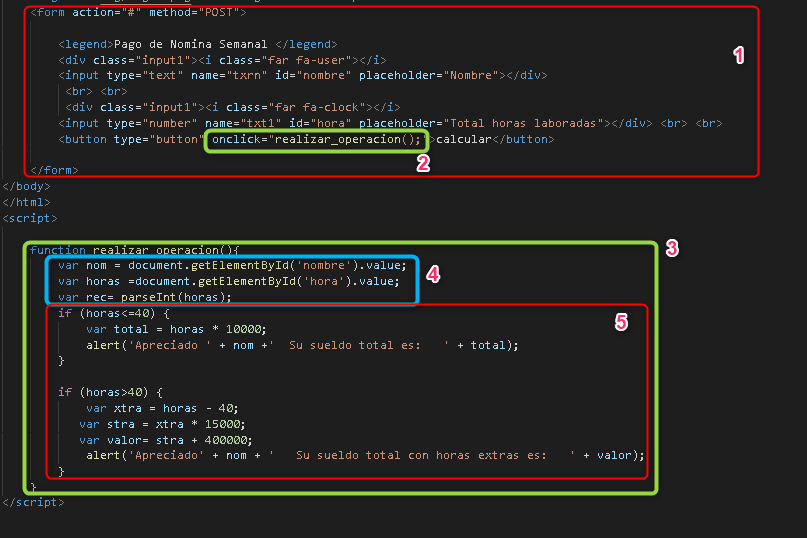 <form action="#" method="POST">
<legend>Pago de Nomina Semanal </legend>
<div class="input1"><i class="far fa-user"></i>
<input type="text" name="txrn" id="nombre" placeholder="Nombre"></div>
<br> <br>
<div class="input1"><i class="far fa-clock"></i>
<input type="number" name="txt1" id="hora" placeholder="Total horas laboradas"></div> <br> <br>
<button type="button" onclick="realizar_operacion();">calcular</button>
</form>
</body>
</html>
<script>
function realizar_operacion(){
var nom = document.getElementById('nombre').value;
var horas =document.getElementById('hora').value;
var rec= parseInt(horas);
if (horas<=40) {
var total = horas * 10000;
alert('Apreciado ' + nom +'  Su sueldo total es:   ' + total);
}
if (horas>40) {
var xtra = horas - 40;
var stra = xtra * 15000;
var valor= stra + 400000;
alert('Apreciado' + nom + '   Su sueldo total con horas extras es:   ' + valor);
}
}
</script>
1
2
3
4
5